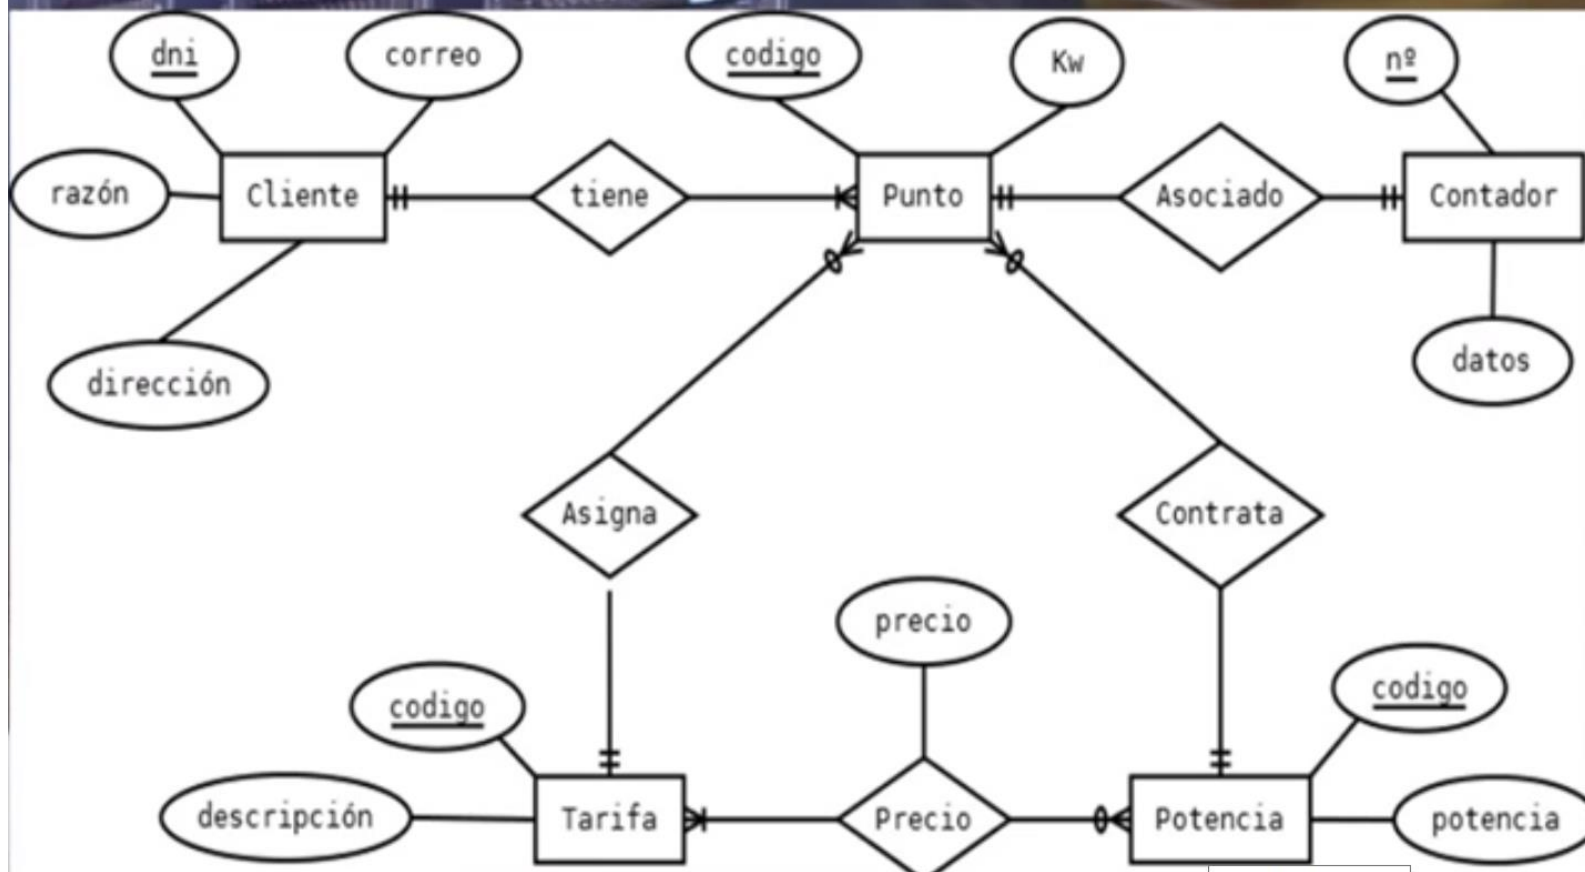 dni
correo
codigo
Kw
nº
razón
Cliente
tiene
Punto
Asociado
Contador
dirección
datos
Asigna
Contrata
precio
codigo
codigo
descripción
Tarifa
Precio
Potencia
potencia